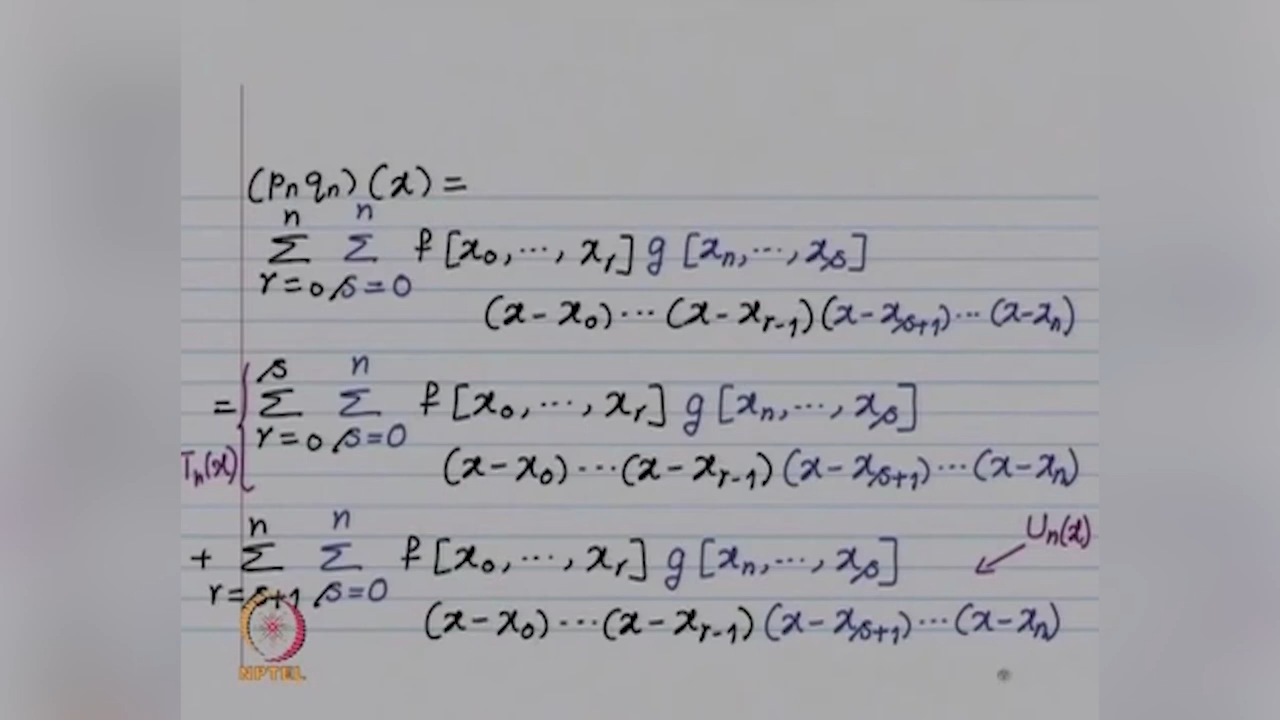 (pₙ qₙ) (x) =
n n
Σ Σ f [x₀, ⋯, xᵣ] g [xₙ, ⋯, xₛ]
r = 0 s = 0
(x - x₀) ⋯ (x - xᵣ₋₁) (x - xₛ₊₁) ⋯ (x - xₙ)
s n
= { Σ Σ f [x₀, ⋯, xᵣ] g [xₙ, ⋯, xₛ]
r = 0 s = 0
Tₙ(x) (x - x₀) ⋯ (x - xᵣ₋₁) (x - xₛ₊₁) ⋯ (x - xₙ)
n n Uₙ(x)
+ Σ Σ f [x₀, ⋯, xᵣ] g [xₙ, ⋯, xₛ]
r = s+1 s = 0
(x - x₀) ⋯ (x - xᵣ₋₁) (x - xₛ₊₁) ⋯ (x - xₙ)
NPTEL